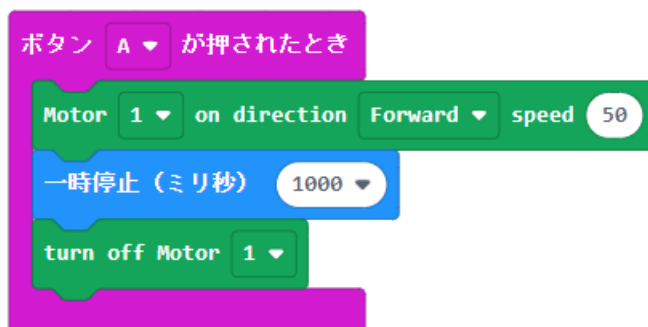 ボタン A が押されたとき
Motor 1 on direction Forward speed 50
一時停止（ミリ秒） 1000
turn off Motor 1